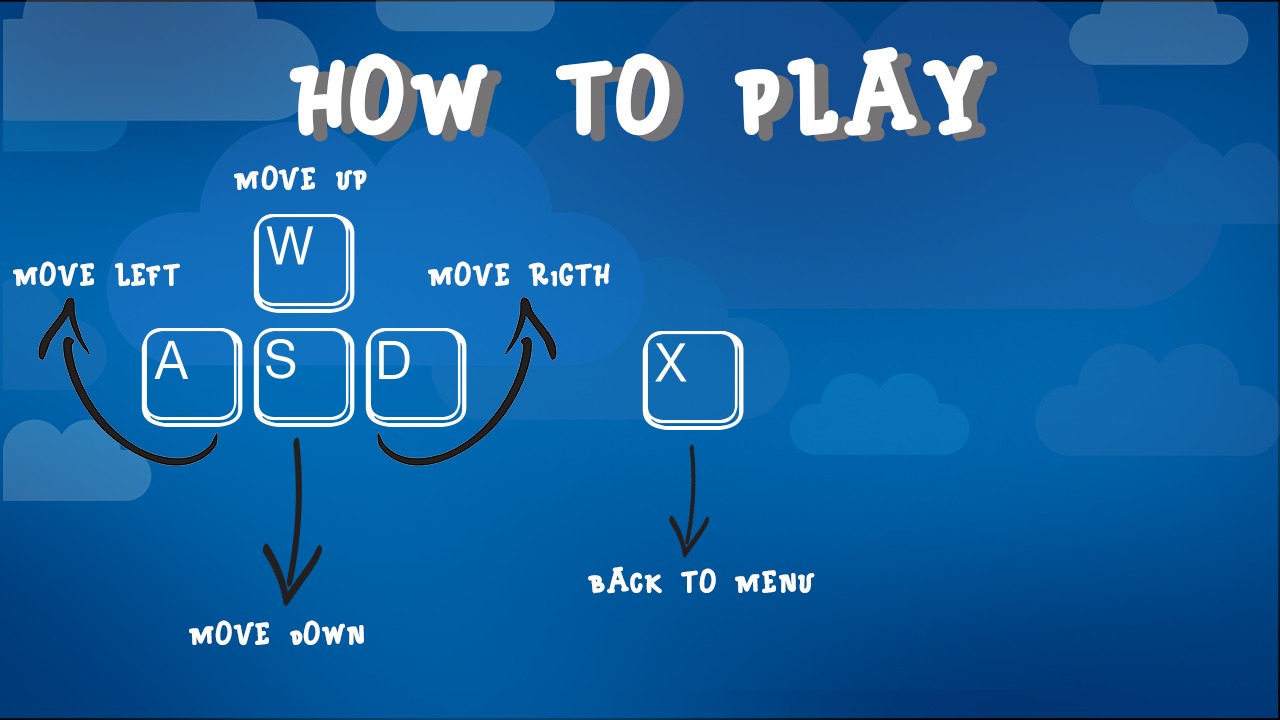 HOW TO PLAY
MOVE UP
W
MOVE LEFT
MOVE RIGTH
A
S
D
X
BACK TO MENU
MOVE DOWN